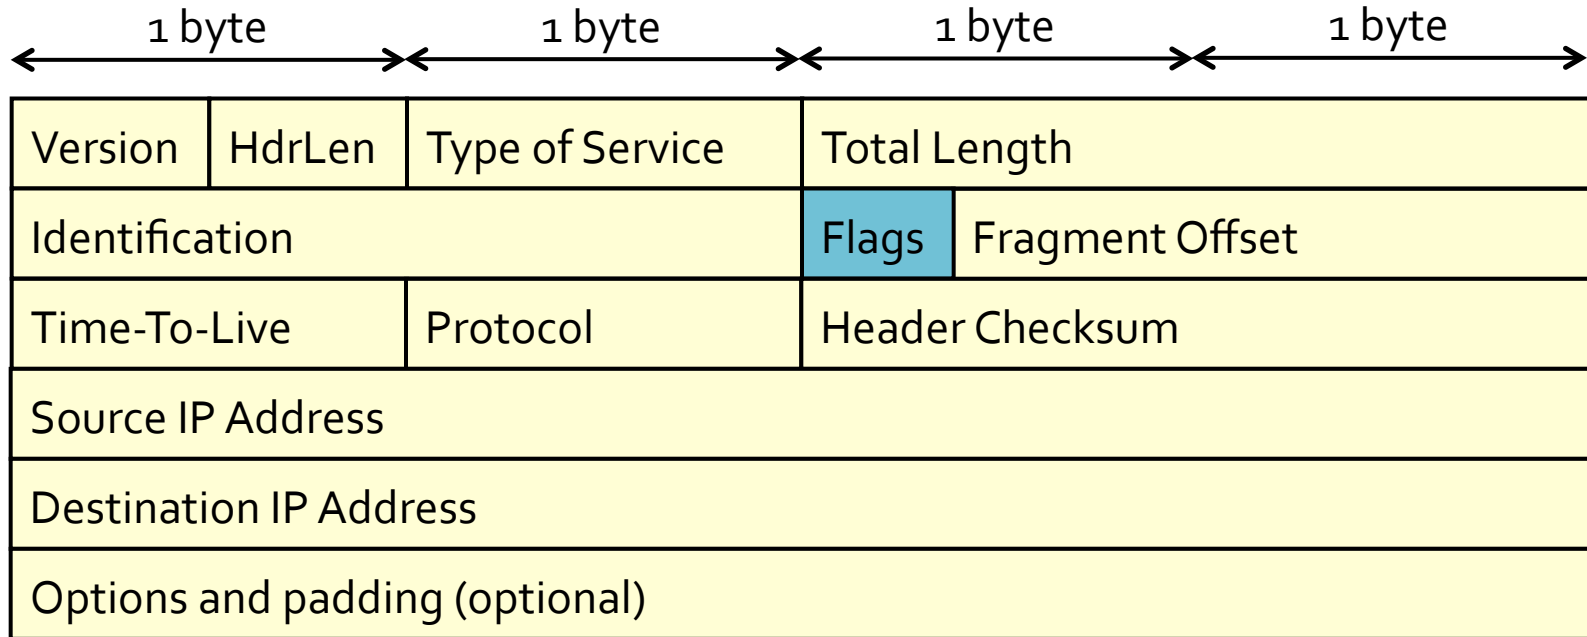 1 byte 1 byte 1 byte 1 byte
Version HdrLen Type of Service Total Length
Identification Flags Fragment Offset
Time-To-Live Protocol Header Checksum
Source IP Address
Destination IP Address
Options and padding (optional)